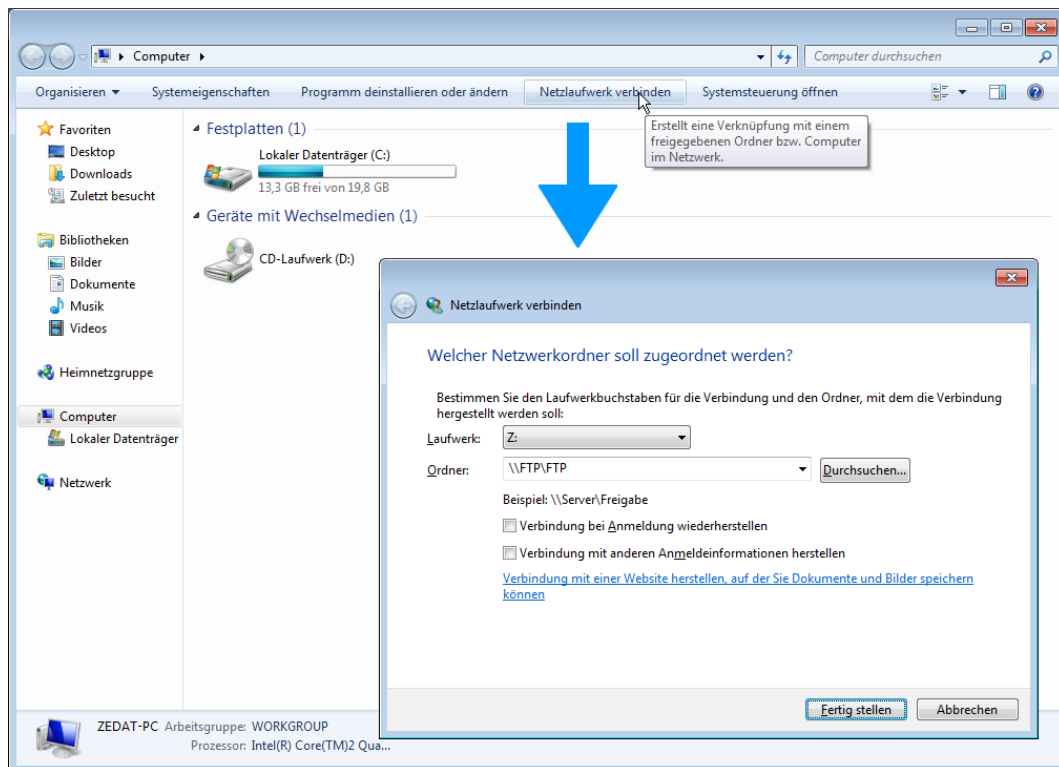 Computer
Computer durchsuchen
Organisieren Systemeigenschaften Programm deinstallieren oder ändern Netzlaufwerk verbinden Systemsteuerung öffnen
Erstellt eine Verknüpfung mit einem
freigegebenen Ordner bzw. Computer
im Netzwerk.
Favoriten
Desktop
Downloads
Zuletzt besucht
Bibliotheken
Bilder
Dokumente
Musik
Videos
Heimnetzgruppe
Computer
Lokaler Datenträger
Netzwerk
Festplatten (1)
Lokaler Datenträger (C:)
13,3 GB frei von 19,8 GB
Geräte mit Wechselmedien (1)
CD-Laufwerk (D:)
Netzlaufwerk verbinden
Welcher Netzwerkordner soll zugeordnet werden?
Bestimmen Sie den Laufwerkbuchstaben für die Verbindung und den Ordner, mit dem die Verbindung
hergestellt werden soll:
Laufwerk: Z:
Ordner: \\FTP\FTP Durchsuchen...
Beispiel: \\Server\Freigabe
Verbindung bei Anmeldung wiederherstellen
Verbindung mit anderen Anmeldeinformationen herstellen
Verbindung mit einer Website herstellen, auf der Sie Dokumente und Bilder speichern
können
Fertig stellen Abbrechen
ZEDAT-PC Arbeitsgruppe: WORKGROUP
Prozessor: Intel(R) Core(TM)2 Qua...